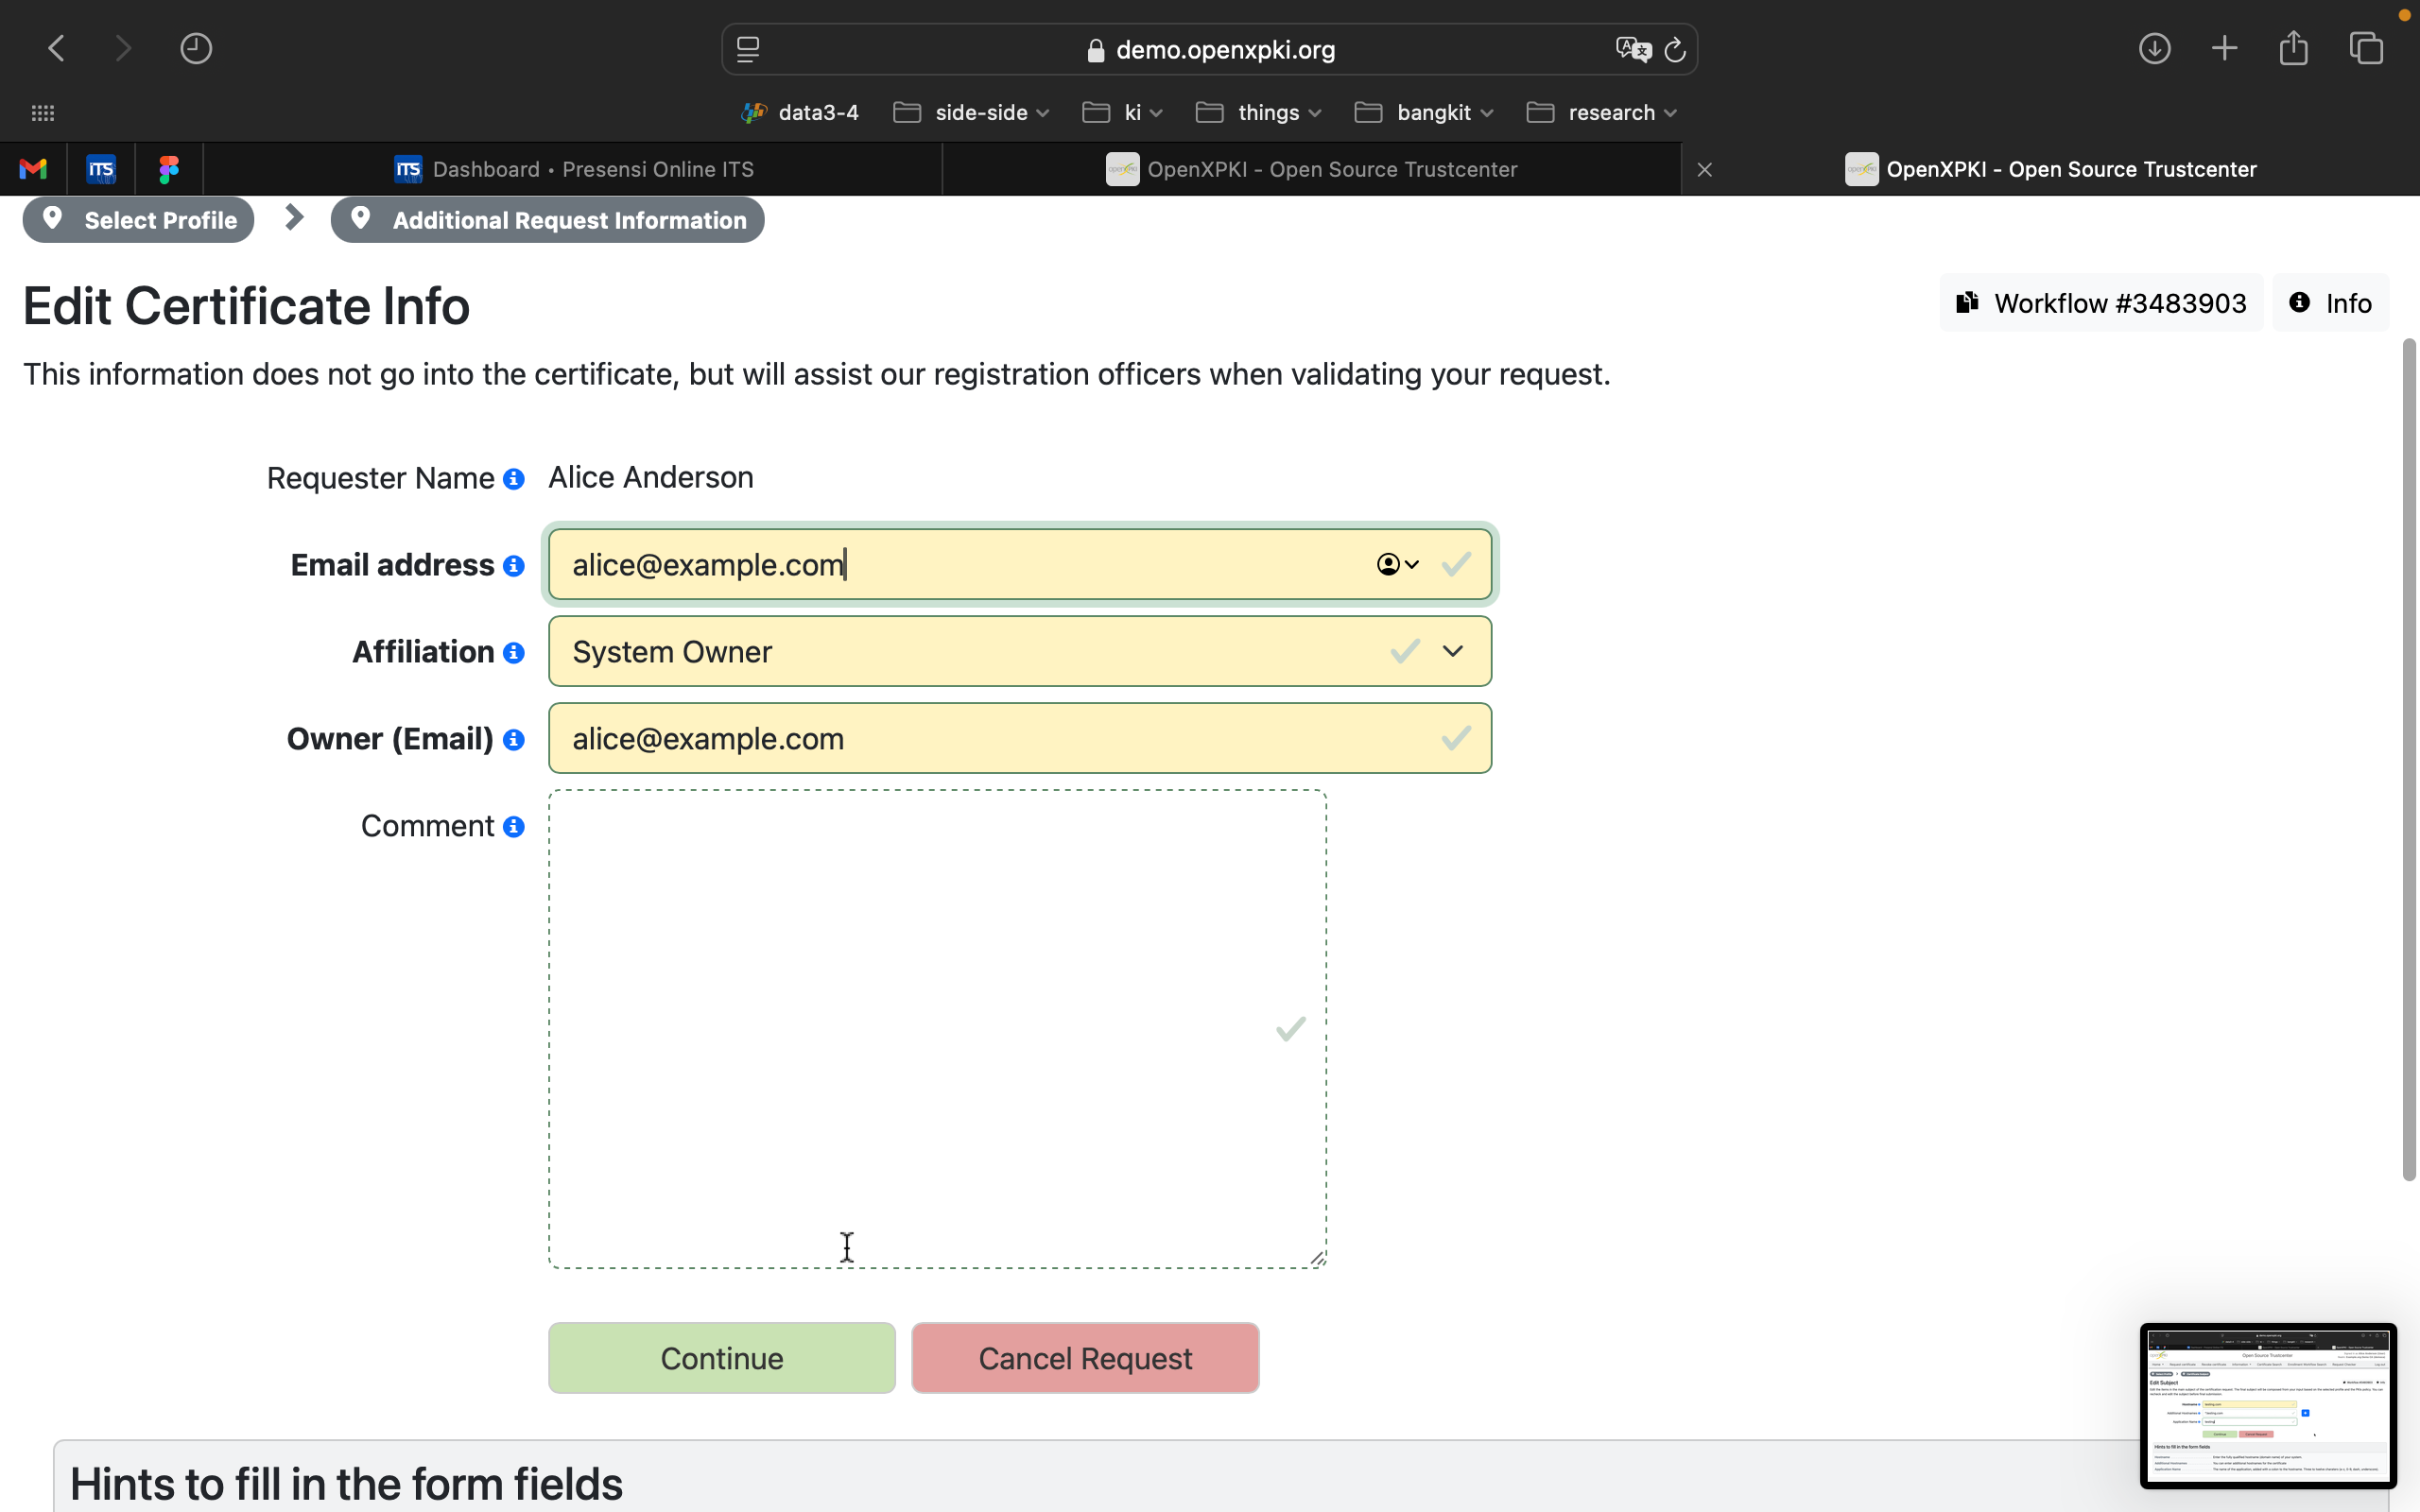 demo.openxpki.org
data3-4
side-side
ki
things
bangkit
research
iTS
iTS Dashboard • Presensi Online ITS
OpenXPKI - Open Source Trustcenter
OpenXPKI - Open Source Trustcenter
Select Profile
Additional Request Information
Edit Certificate Info
Workflow #3483903
Info
This information does not go into the certificate, but will assist our registration officers when validating your request.
Requester Name
Alice Anderson
Email address
alice@example.com
Affiliation
System Owner
Owner (Email)
alice@example.com
Comment
Continue
Cancel Request
Hints to fill in the form fields
Edit Subject